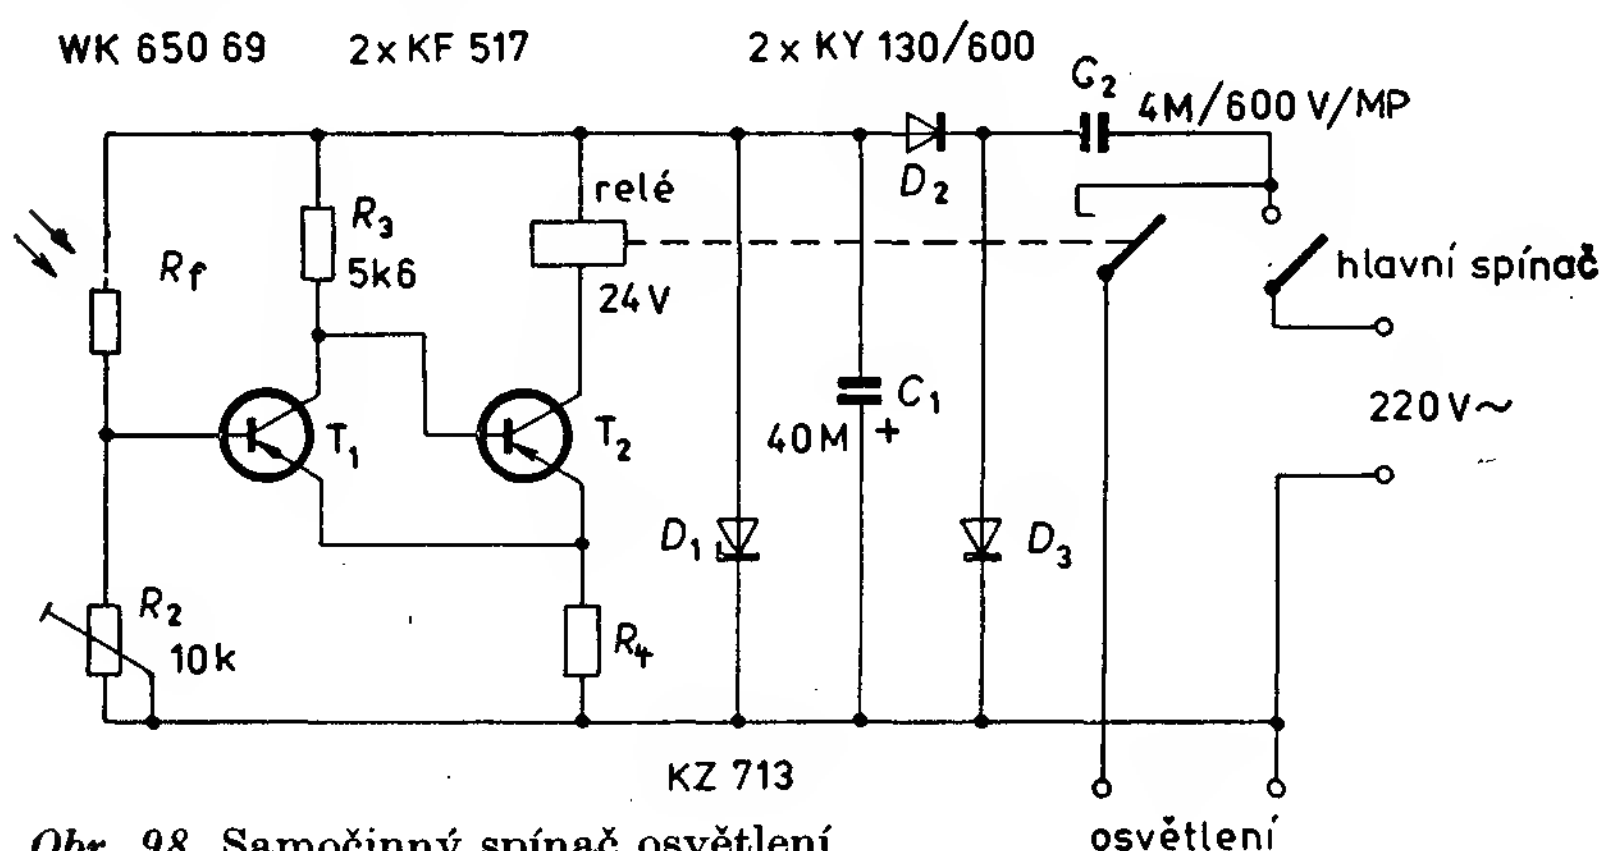 WK 650 69 2 x KF 517 2 x KY 130/600
C2
4M/600 V/MP
D2
relé
R3
5k6
Rf
hlavní spínač
24V
C1
220V~
T1
T2
40M +
D1
D3
R2
10k
R4
KZ 713
osvětlení
Obr. 98. Samočinný spínač osvětlení